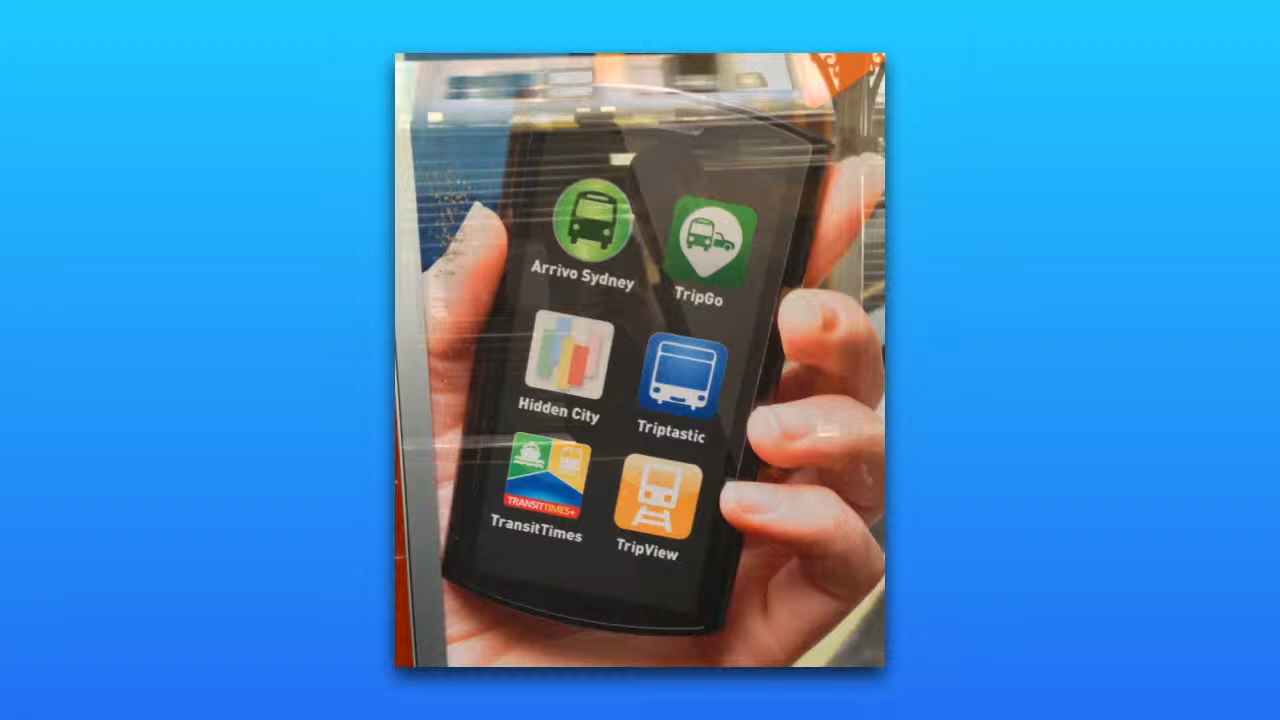 Arrivo Sydney
TripGo
Hidden City
Triptastic
TRANSITTIMES+
TransitTimes
TripView